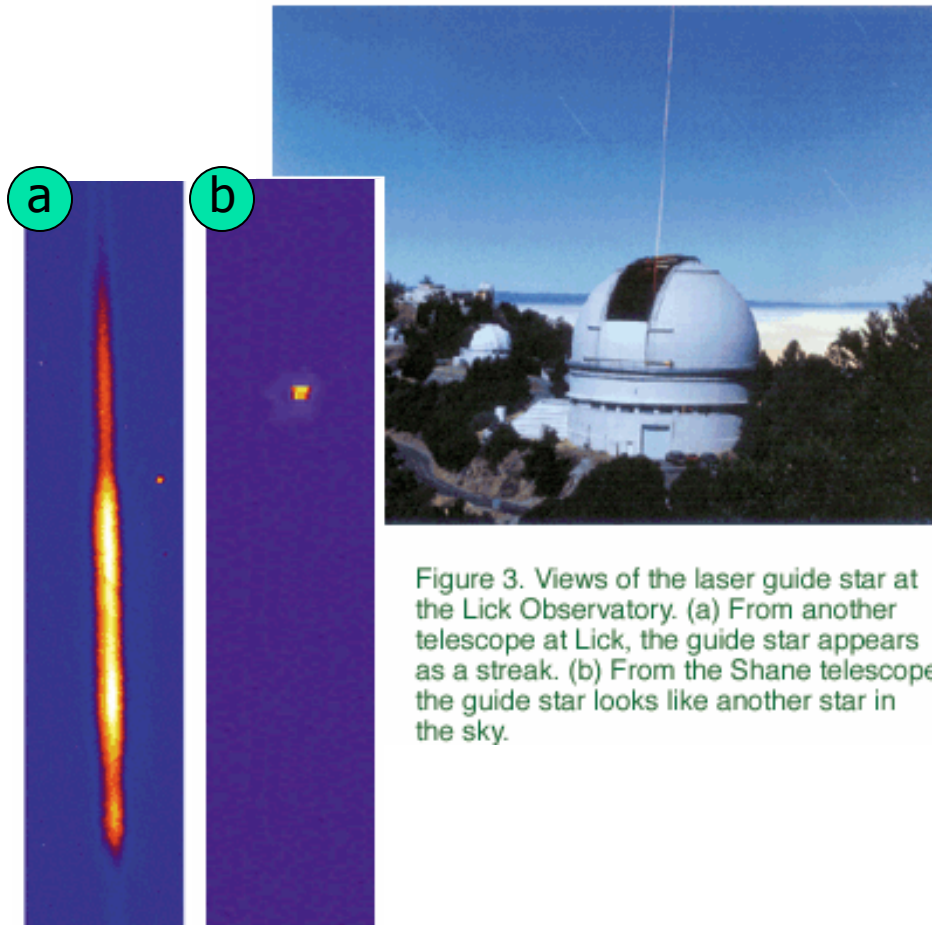 a
b
Figure 3. Views of the laser guide star at
the Lick Observatory. (a) From another
telescope at Lick, the guide star appears
as a streak. (b) From the Shane telescope
the guide star looks like another star in
the sky.